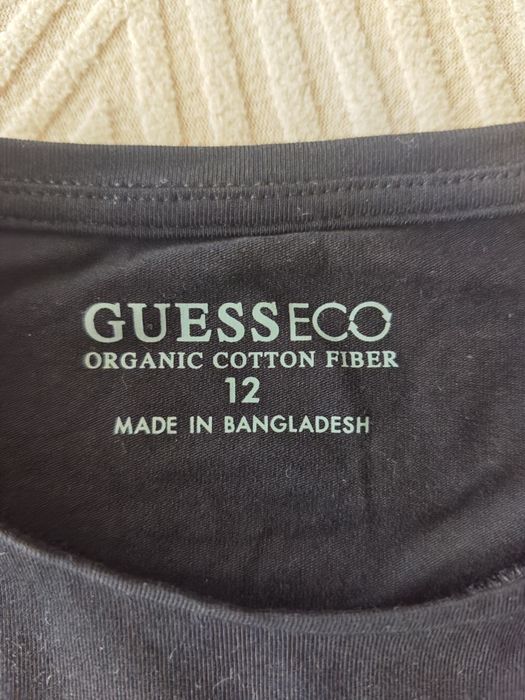 GUESSECO
ORGANIC COTTON FIBER
12
MADE IN BANGLADESH